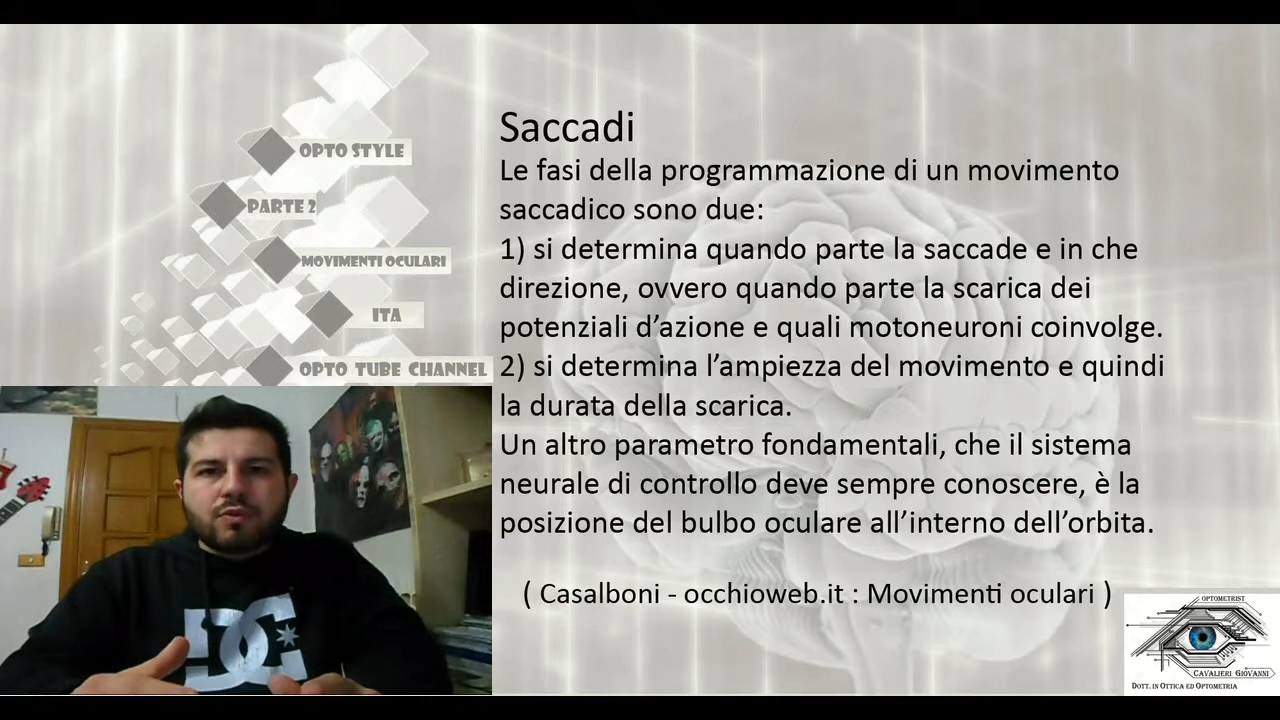 OPTO STYLE
PARTE 2
MOVIMENTI OCULARI
ITA
OPTO TUBE CHANNEL
Saccadi
Le fasi della programmazione di un movimento
saccadico sono due:
1) si determina quando parte la saccade e in che
direzione, ovvero quando parte la scarica dei
potenziali d’azione e quali motoneuroni coinvolge.
2) si determina l’ampiezza del movimento e quindi
la durata della scarica.
Un altro parametro fondamentali, che il sistema
neurale di controllo deve sempre conoscere, è la
posizione del bulbo oculare all’interno dell’orbita.
( Casalboni - occhioweb.it : Movimenti oculari )
DC
OPTOMETRIST
CAVALIERI GIOVANNI
DOTT. IN OTTICA ED OPTOMETRIA